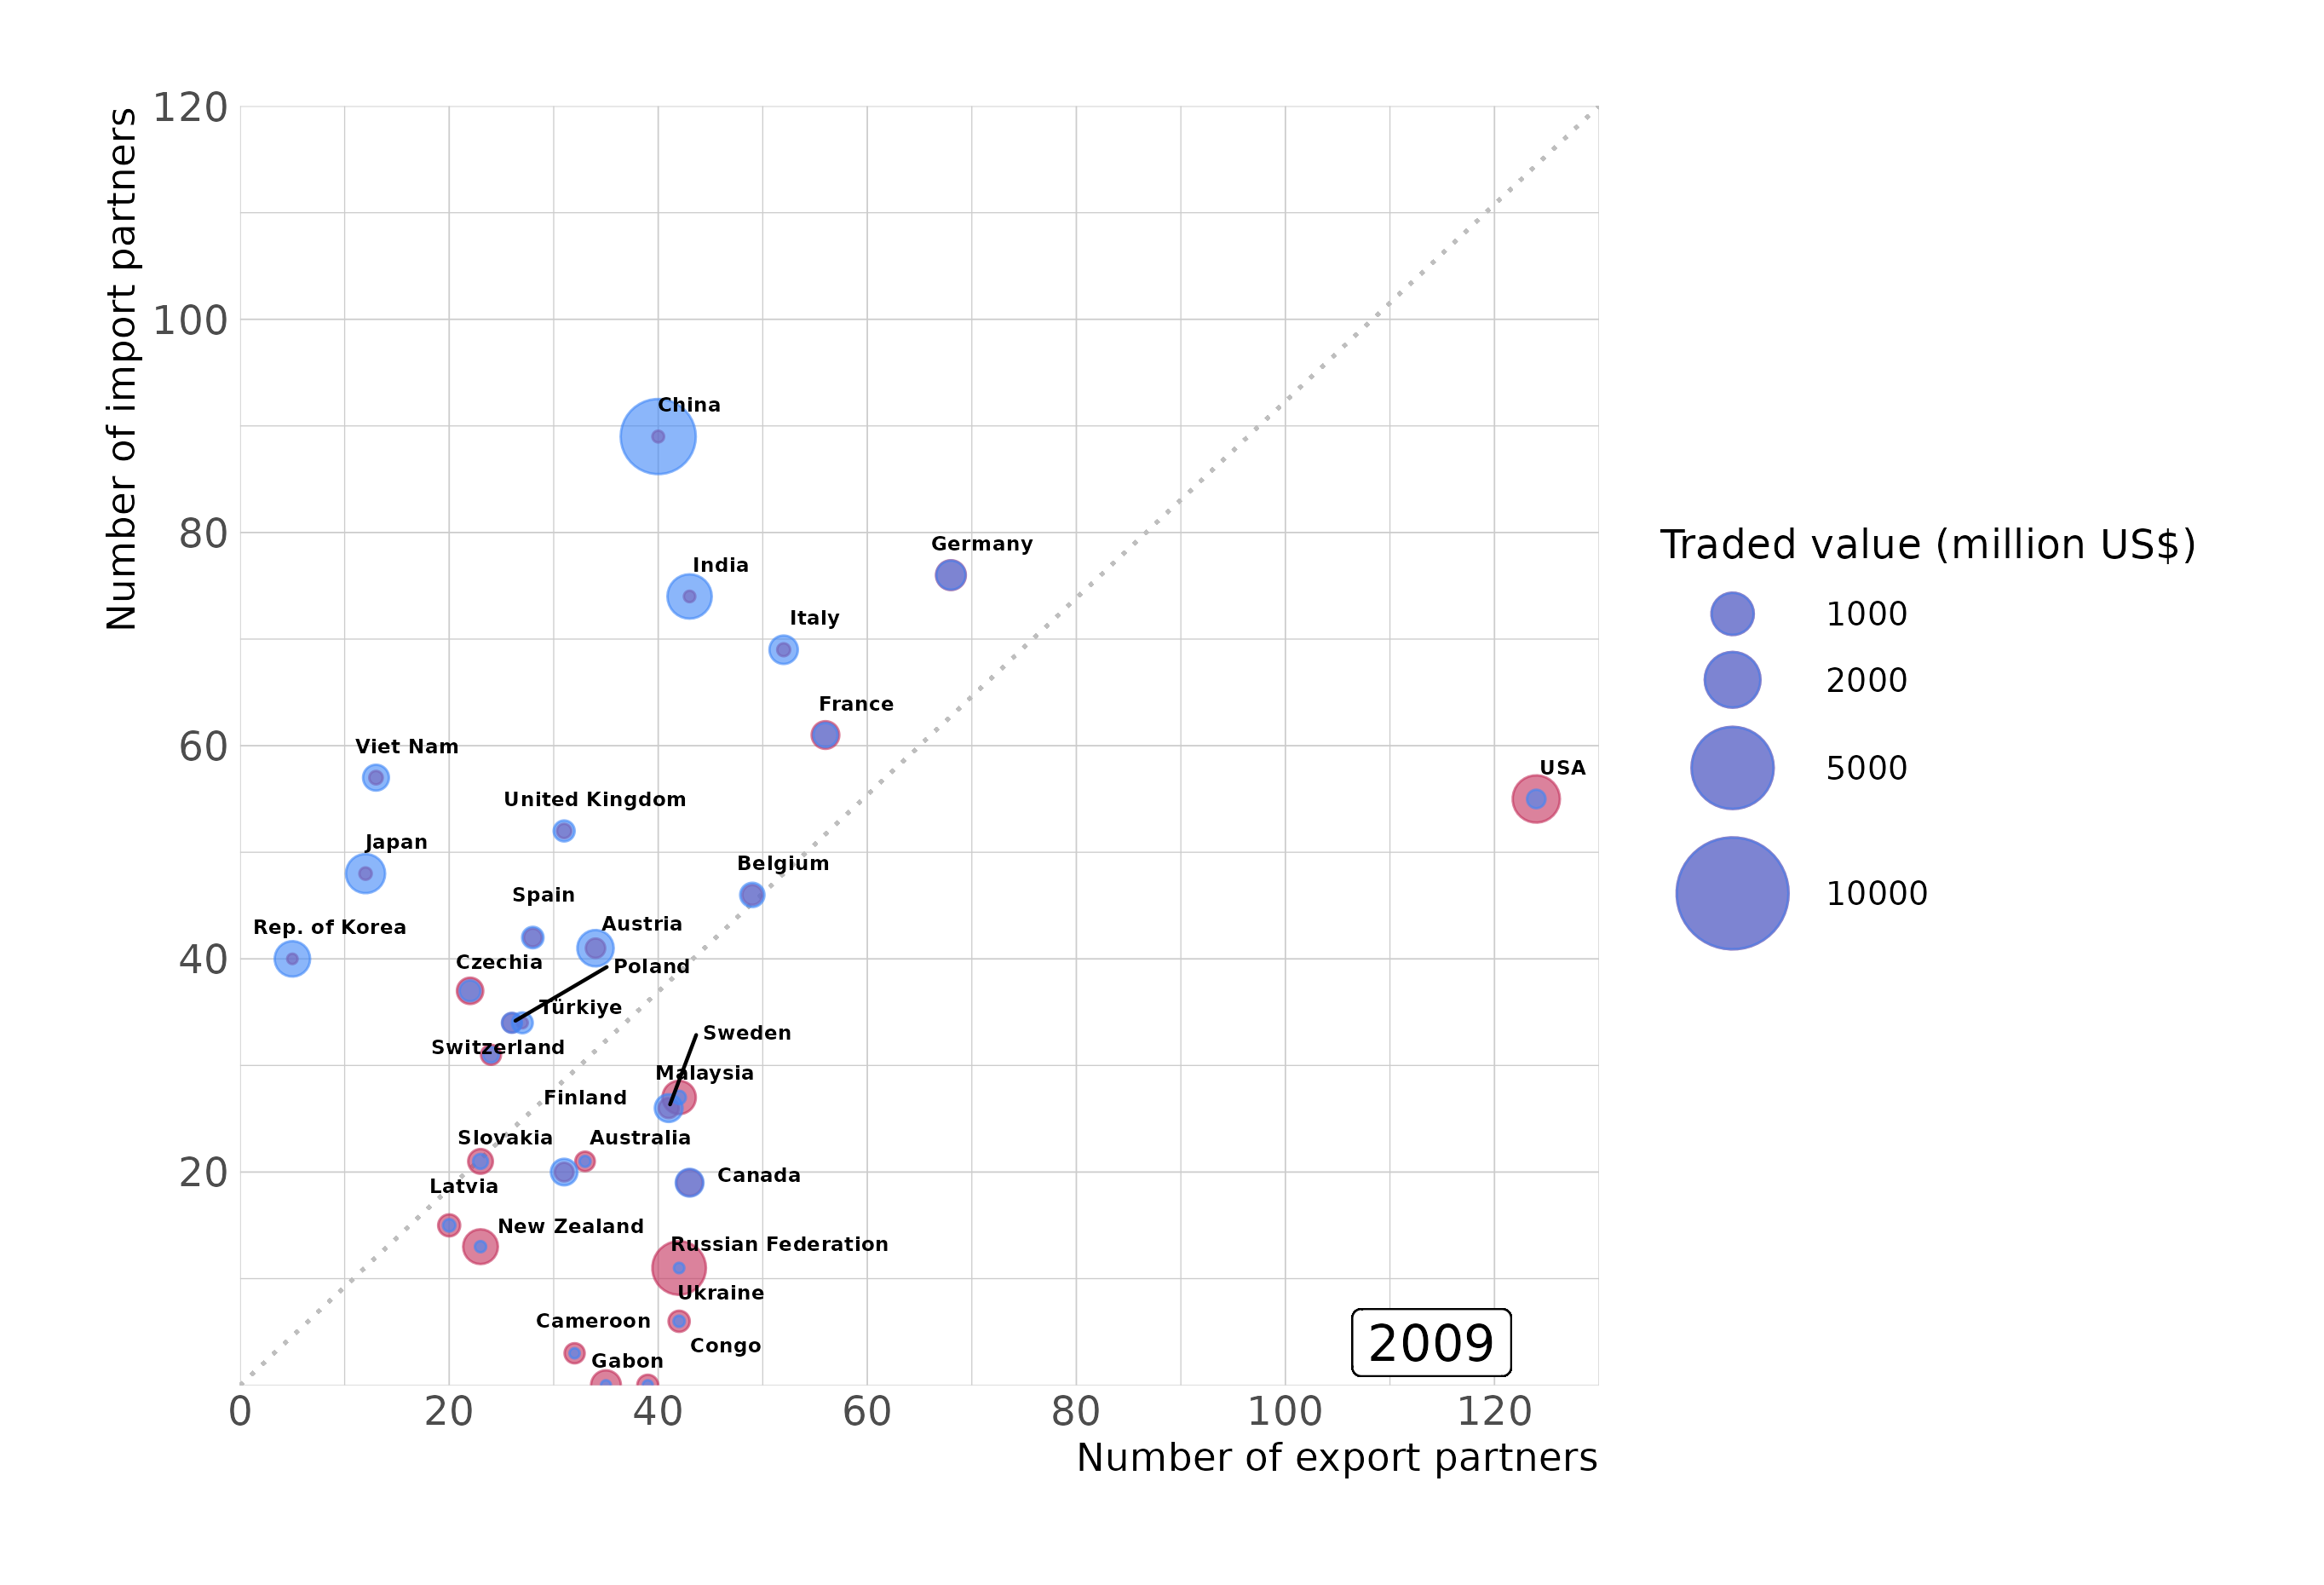 120
100
80
60
40
20
Number of import partners
China
Germany
India
Italy
France
Viet Nam
USA
United Kingdom
Japan
Belgium
Spain
Rep. of Korea
Austria
Czechia
Poland
Türkiye
Sweden
Switzerland
Malaysia
Finland
Slovakia
Australia
Canada
Latvia
New Zealand
Russian Federation
Ukraine
Cameroon
Congo
Gabon
2009
0 20 40 60 80 100 120
Number of export partners
Traded value (million US$)
1000
2000
5000
10000